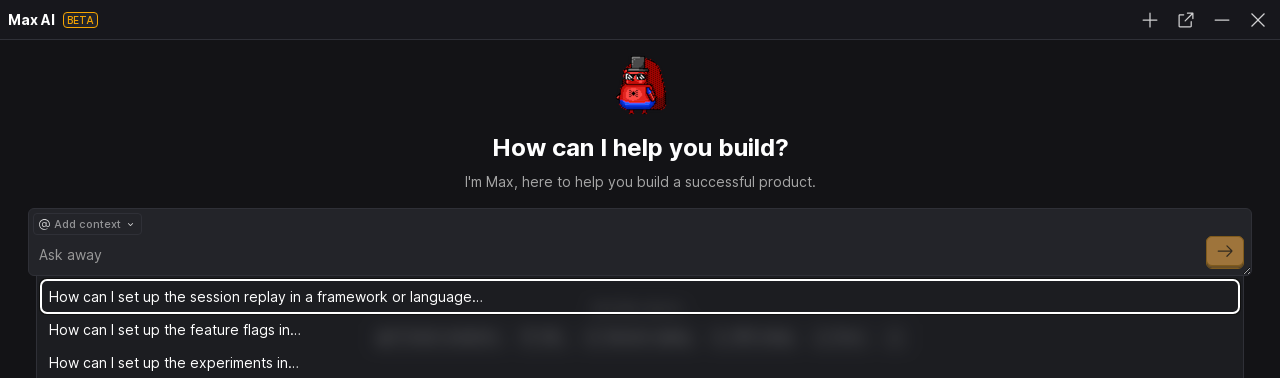 Max AI BETA
How can I help you build?
I'm Max, here to help you build a successful product.
@ Add context
Ask away
How can I set up the session replay in a framework or language...
How can I set up the feature flags in...
How can I set up the experiments in...